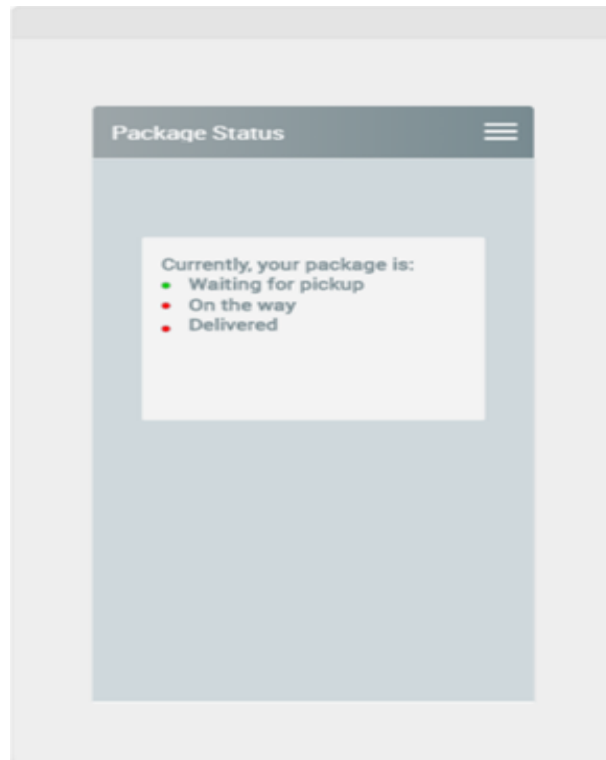 Package Status
Currently, your package is:
• Waiting for pickup
• On the way
• Delivered